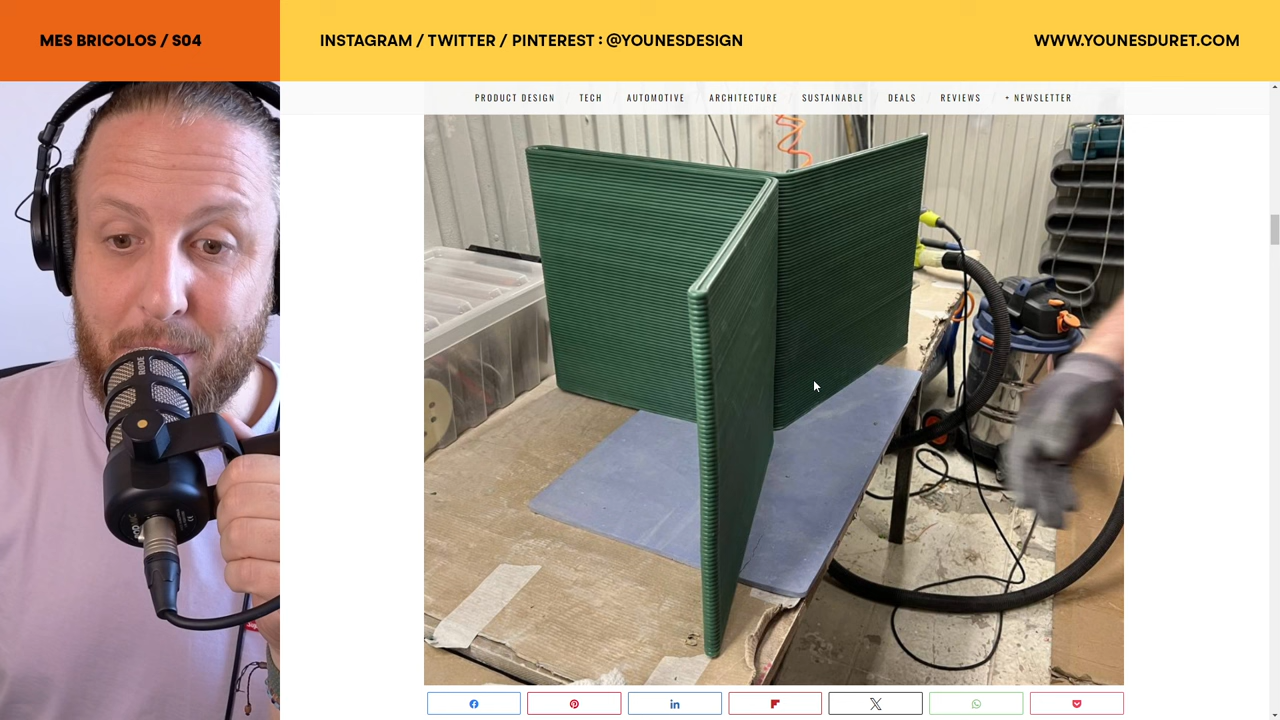 MES BRICOLOS / S04
INSTAGRAM / TWITTER / PINTEREST : @YOUNESDESIGN
WWW.YOUNESDURET.COM
PRODUCT DESIGN / TECH / AUTOMOTIVE / ARCHITECTURE / SUSTAINABLE / DEALS / REVIEWS / + NEWSLETTER
RØDE